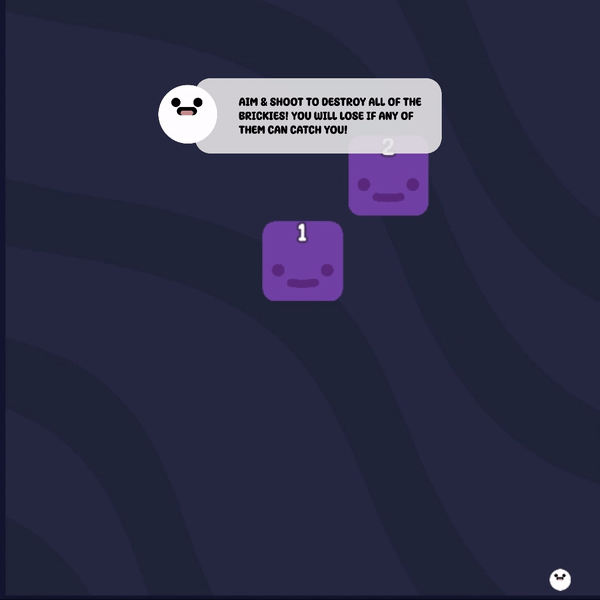 AIM & SHOOT TO DESTROY ALL OF THE
BRICKIES! YOU WILL LOSE IF ANY OF
THEM CAN CATCH YOU!
2
1